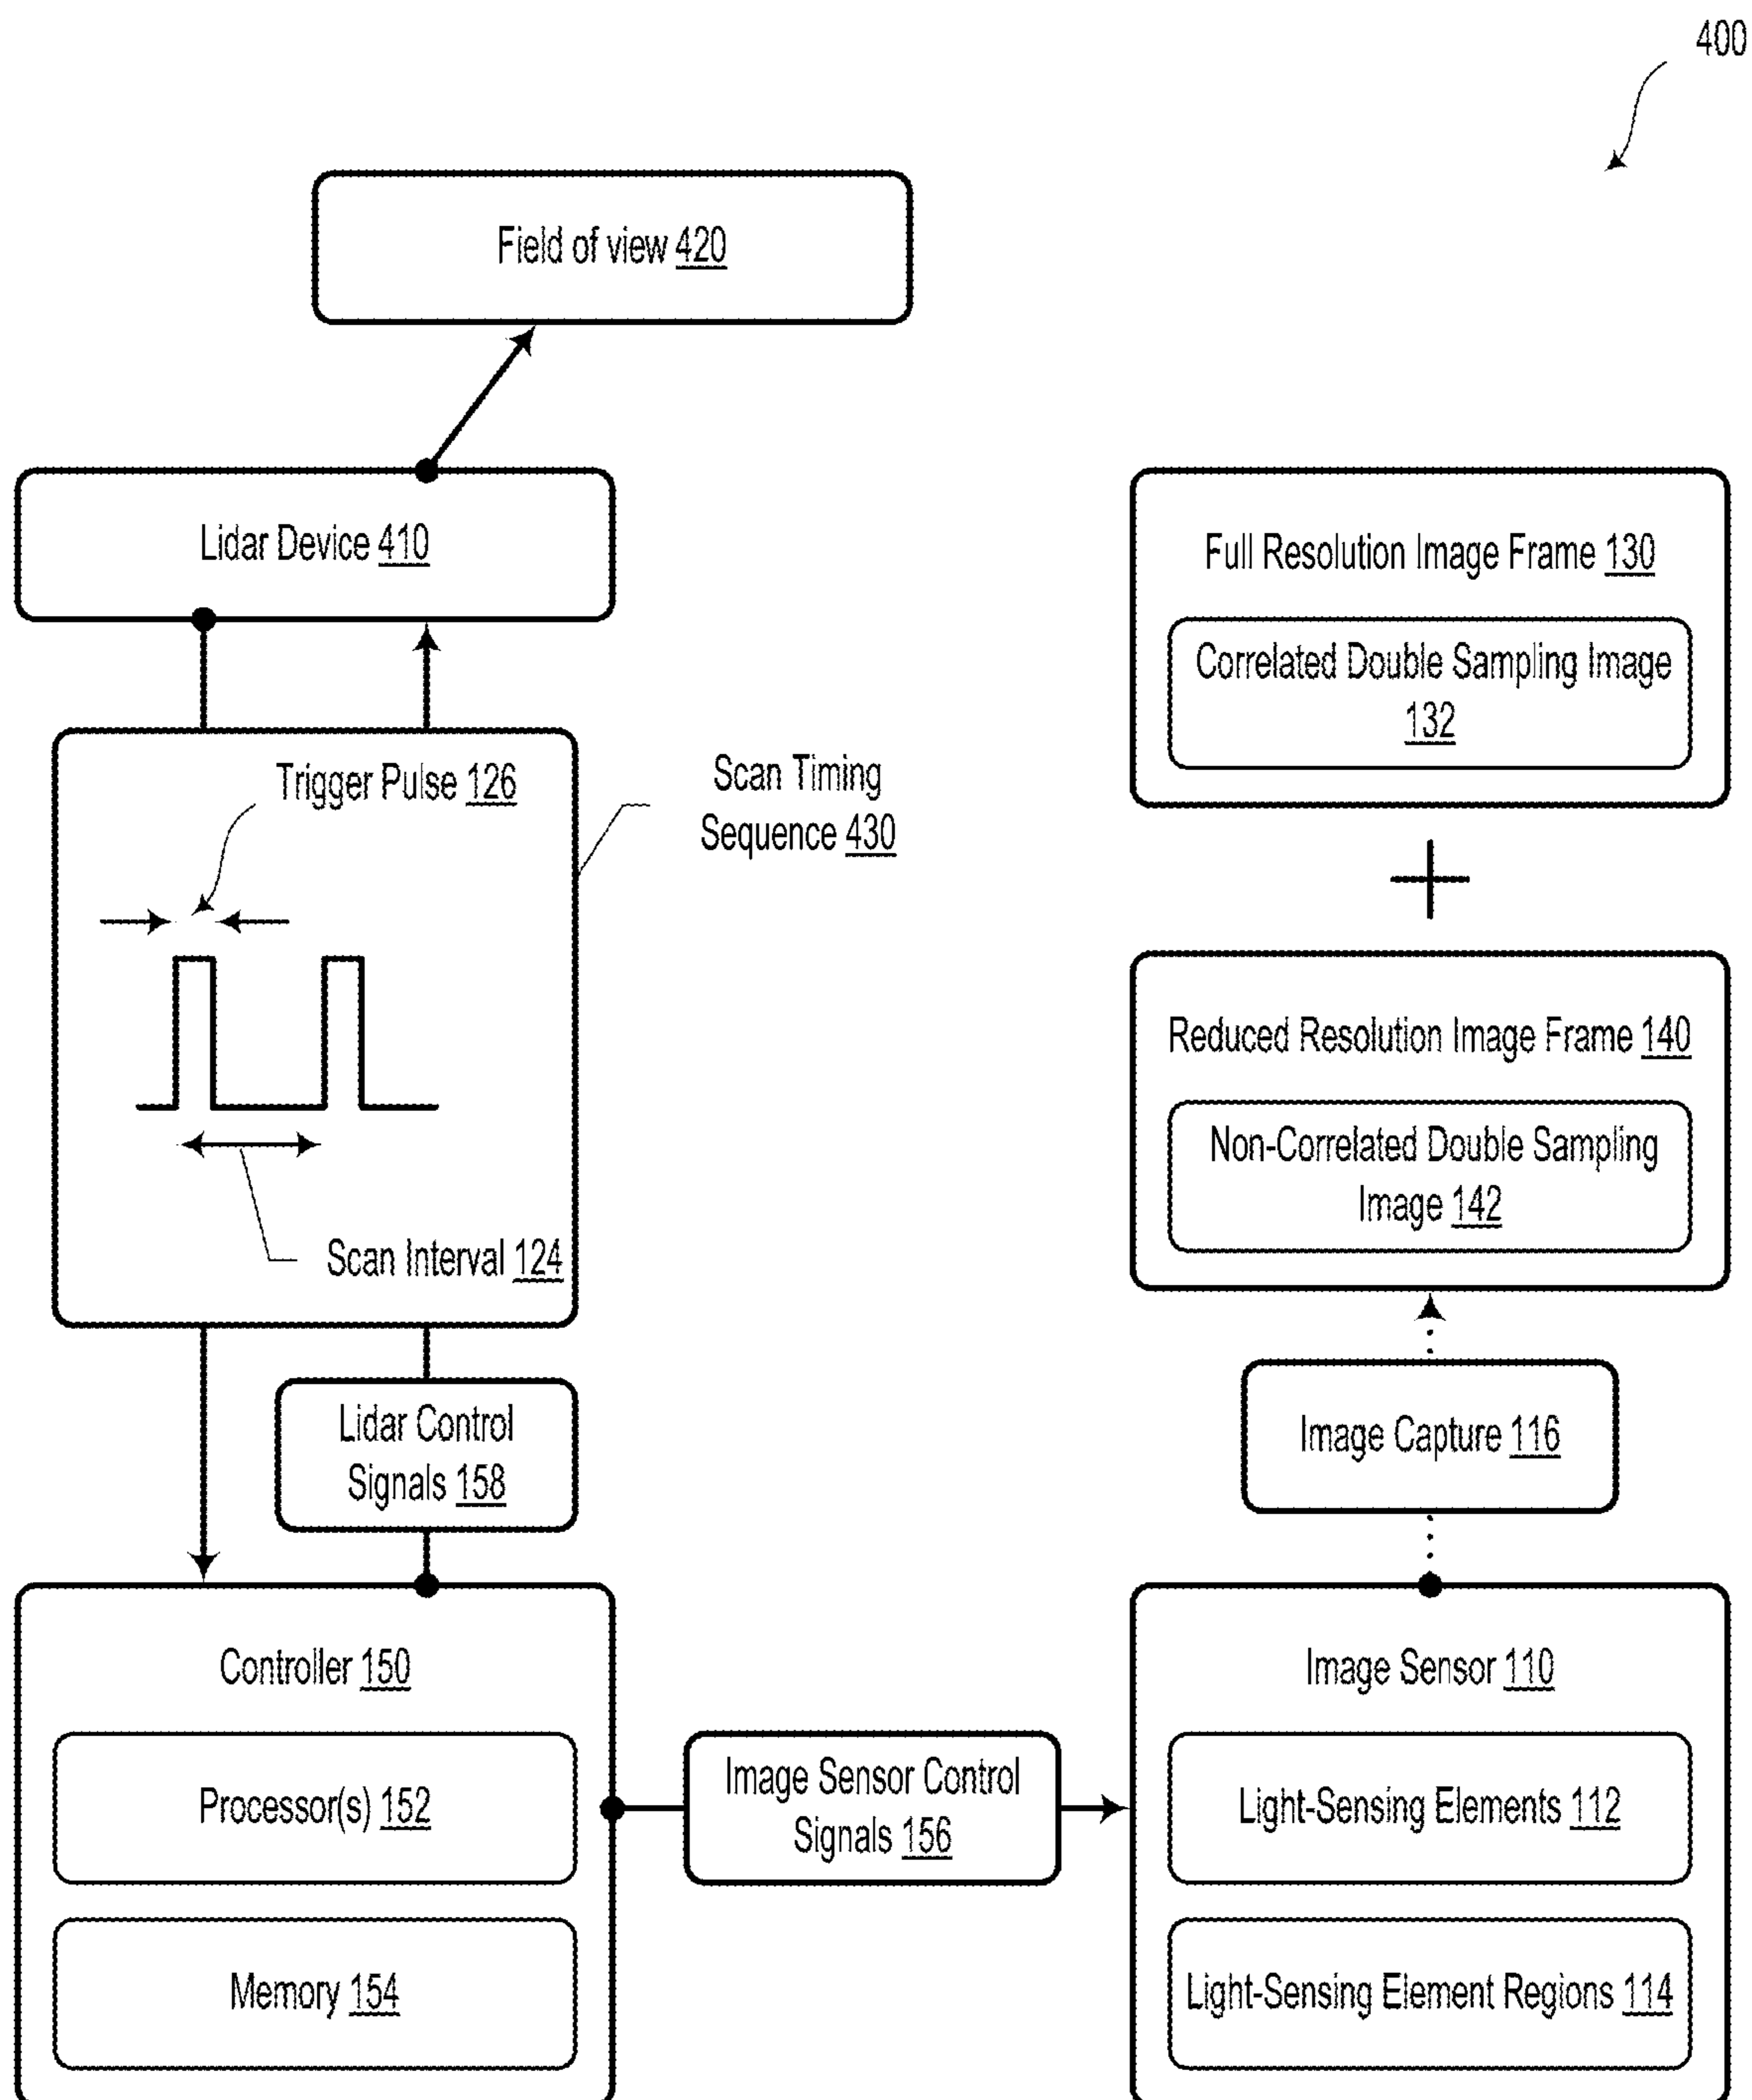 400
Field of view 420
Lidar Device 410
Trigger Pulse 126
Scan Interval 124
Scan Timing
Sequence 430
Lidar Control
Signals 158
Controller 150
Processor(s) 152
Memory 154
Image Sensor Control
Signals 156
Full Resolution Image Frame 130
Correlated Double Sampling Image
132
+
Reduced Resolution Image Frame 140
Non-Correlated Double Sampling
Image 142
Image Capture 116
Image Sensor 110
Light-Sensing Elements 112
Light-Sensing Element Regions 114